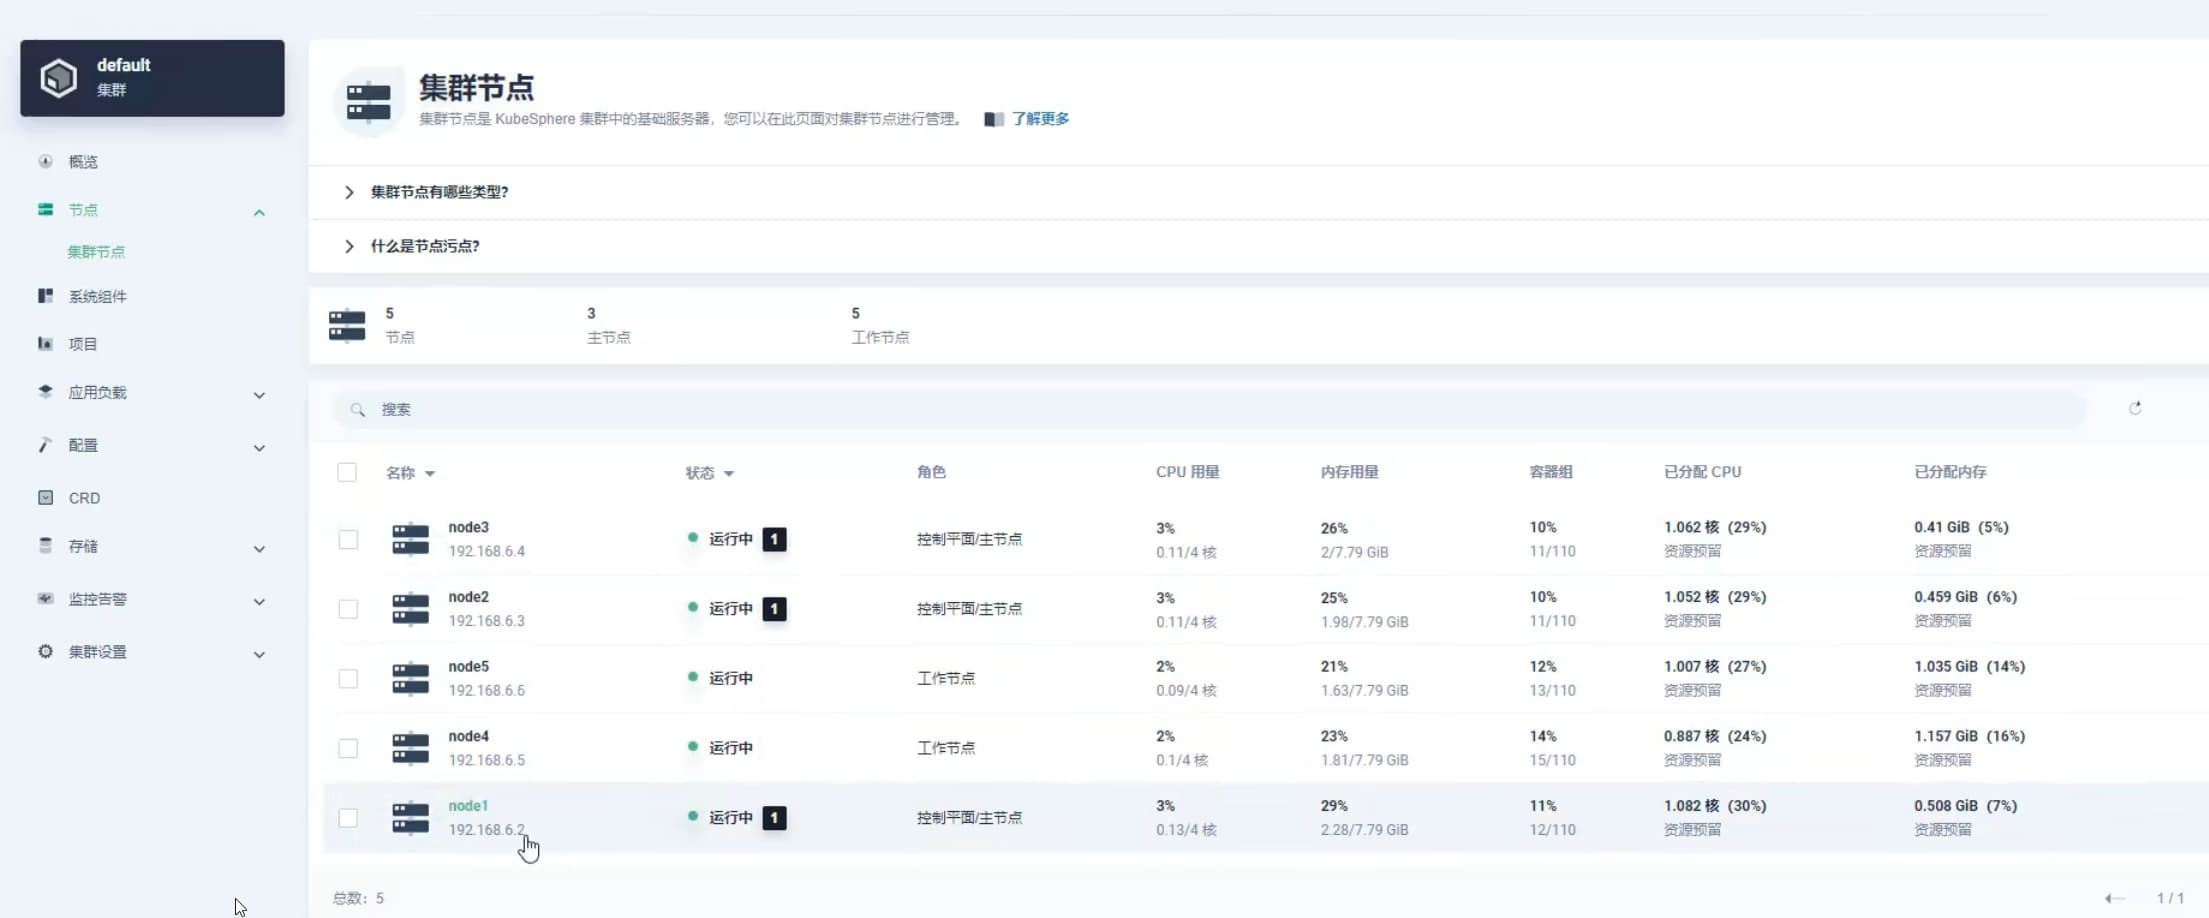 default
集群
概览
节点
集群节点
系统组件
项目
应用负载
配置
CRD
存储
监控告警
集群设置
集群节点
集群节点是 KubeSphere 集群中的基础服务器，您可以在此页面对集群节点进行管理。 了解更多
集群节点有哪些类型?
什么是节点污点?
5 3 5
节点 主节点 工作节点
搜索
名称 状态 角色 CPU 用量 内存用量 容器组 已分配 CPU 已分配内存
node3 运行中 1 控制平面/主节点 3% 26% 10% 1.062 核 (29%) 0.41 GiB (5%)
192.168.6.4 0.11/4 核 2/7.79 GiB 11/110 资源预留 资源预留
node2 运行中 1 控制平面/主节点 3% 25% 10% 1.052 核 (29%) 0.459 GiB (6%)
192.168.6.3 0.11/4 核 1.98/7.79 GiB 11/110 资源预留 资源预留
node5 运行中 工作节点 2% 21% 12% 1.007 核 (27%) 1.035 GiB (14%)
192.168.6.6 0.09/4 核 1.63/7.79 GiB 13/110 资源预留 资源预留
node4 运行中 工作节点 2% 23% 14% 0.887 核 (24%) 1.157 GiB (16%)
192.168.6.5 0.1/4 核 1.81/7.79 GiB 15/110 资源预留 资源预留
node1 运行中 1 控制平面/主节点 3% 29% 11% 1.082 核 (30%) 0.508 GiB (7%)
192.168.6.2 0.13/4 核 2.28/7.79 GiB 12/110 资源预留 资源预留
总数: 5 1 / 1